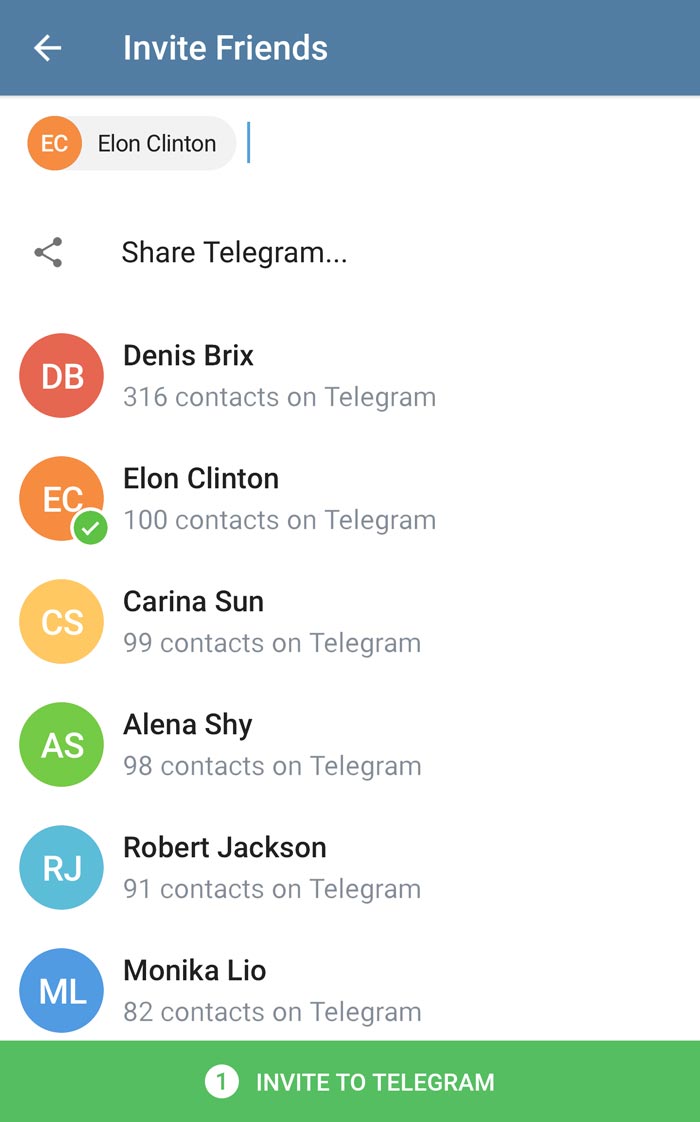 Invite Friends
EC Elon Clinton
Share Telegram...
DB
Denis Brix
316 contacts on Telegram
EC
Elon Clinton
100 contacts on Telegram
CS
Carina Sun
99 contacts on Telegram
AS
Alena Shy
98 contacts on Telegram
RJ
Robert Jackson
91 contacts on Telegram
ML
Monika Lio
82 contacts on Telegram
1 INVITE TO TELEGRAM